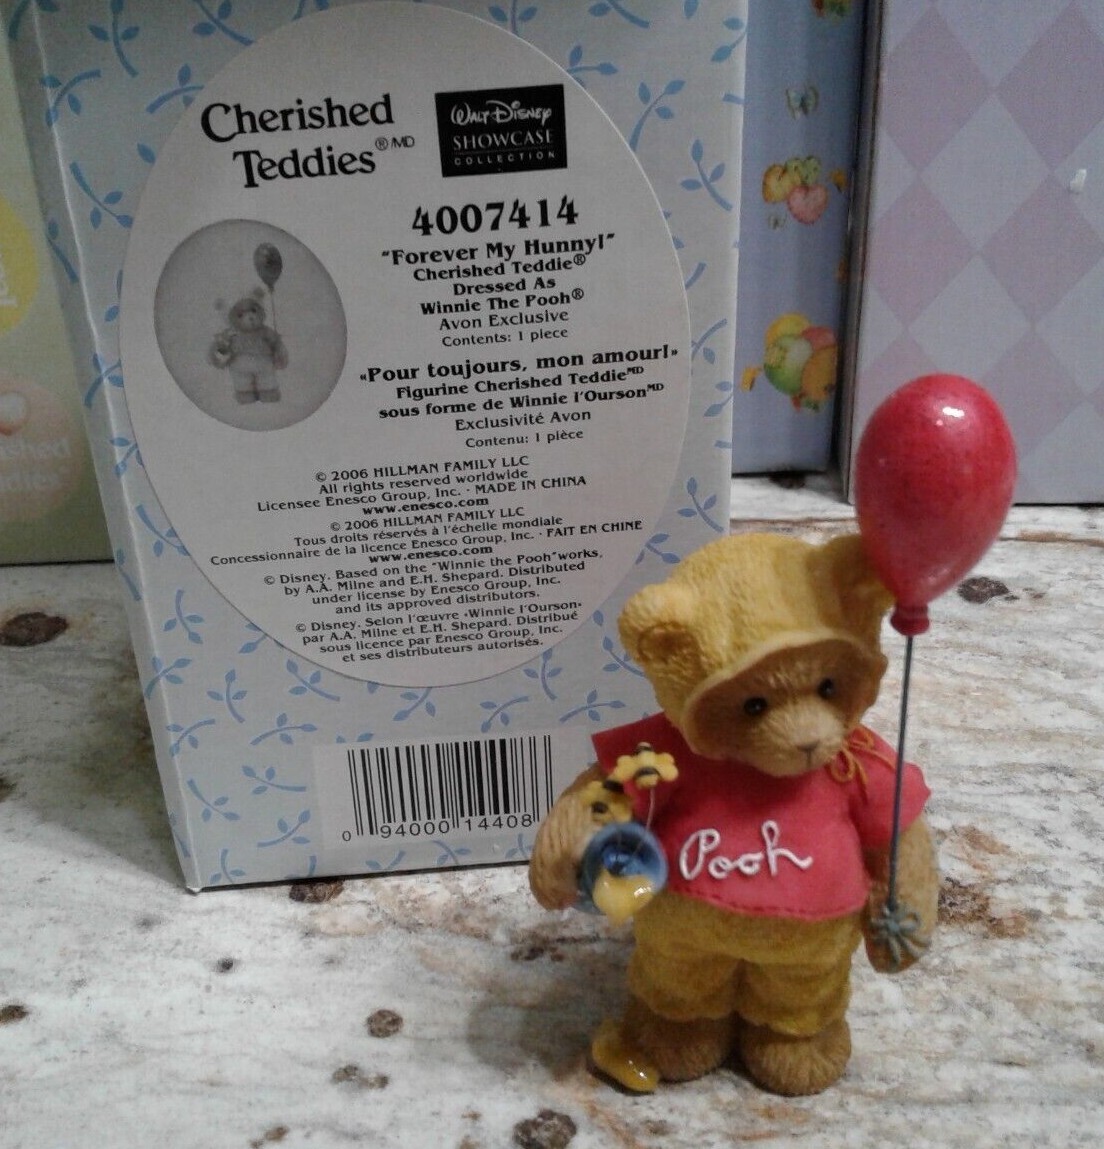 Cherished
Teddies®/MD
WALT DISNEY
SHOWCASE
COLLECTION
4007414
"Forever My Hunny!"
Cherished Teddie®
Dressed As
Winnie The Pooh®
Avon Exclusive
Contents: 1 piece
«Pour toujours, mon amour!»
Figurine Cherished TeddieMD
sous forme de Winnie l'OursonMD
Exclusivité Avon
Contenu: 1 pièce
© 2006 HILLMAN FAMILY LLC
All rights reserved worldwide
Licensee Enesco Group, Inc. · MADE IN CHINA
www.enesco.com
© 2006 HILLMAN FAMILY LLC
Tous droits réservés à l'échelle mondiale
Concessionnaire de la licence Enesco Group, Inc. · FAIT EN CHINE
www.enesco.com
© Disney. Based on the "Winnie the Pooh" works,
by A.A. Milne and E.H. Shepard. Distributed
under license by Enesco Group, Inc.
and its approved distributors.
© Disney. Selon l'œuvre «Winnie l'Ourson»
par A.A. Milne et E.H. Shepard. Distribué
sous licence par Enesco Group, Inc.
et ses distributeurs autorisés.
0 94000 14408
Pooh